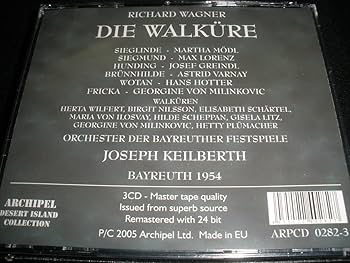 RICHARD WAGNER
DIE WALKÜRE
SIEGLINDE - MARTHA MÖDL
SIEGMUND - MAX LORENZ
HUNDING - JOSEF GREINDL
BRÜNNHILDE - ASTRID VARNAY
WOTAN - HANS HOTTER
FRICKA - GEORGINE VON MILINKOVIC
WALKÜREN
HERTA WILFERT, BIRGIT NILSSON, ELISABETH SCHÄRTEL,
MARIA VON ILOSVAY, HILDE SCHEPPAN, GISELA LITZ,
GEORGINE VON MILINKOVIC, HETTY PLÜMACHER
ORCHESTER DER BAYREUTHER FESTSPIELE
JOSEPH KEILBERTH
BAYREUTH 1954
ARCHIPEL
DESERT ISLAND
COLLECTION
3CD - Master tape quality
Issued from superb source
Remastered with 24 bit
P/C 2005 Archipel Ltd. Made in EU
ARPCD 0282-3